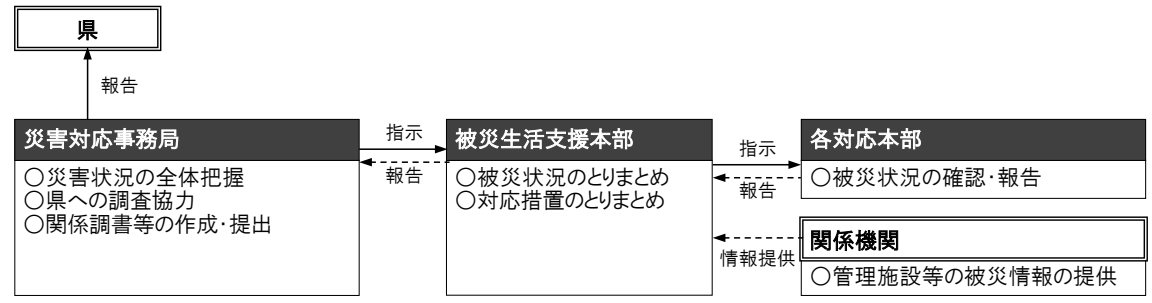 県
報告
災害対応事務局
○災害状況の全体把握
○県への調査協力
○関係調書等の作成・提出
指示
報告
被災生活支援本部
○被災状況のとりまとめ
○対応措置のとりまとめ
指示
報告
情報提供
各対応本部
○被災状況の確認・報告
関係機関
○管理施設等の被災情報の提供